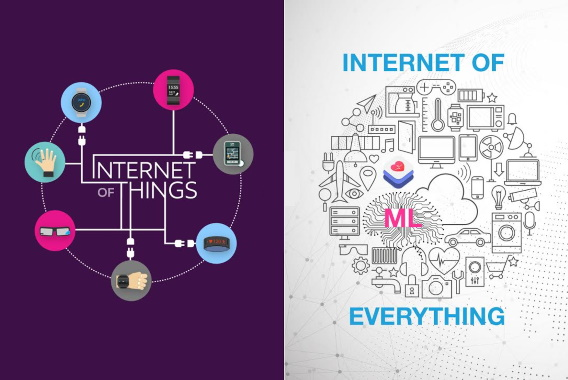 INTERNET
OF THINGS
INTERNET OF
ML
EVERYTHING